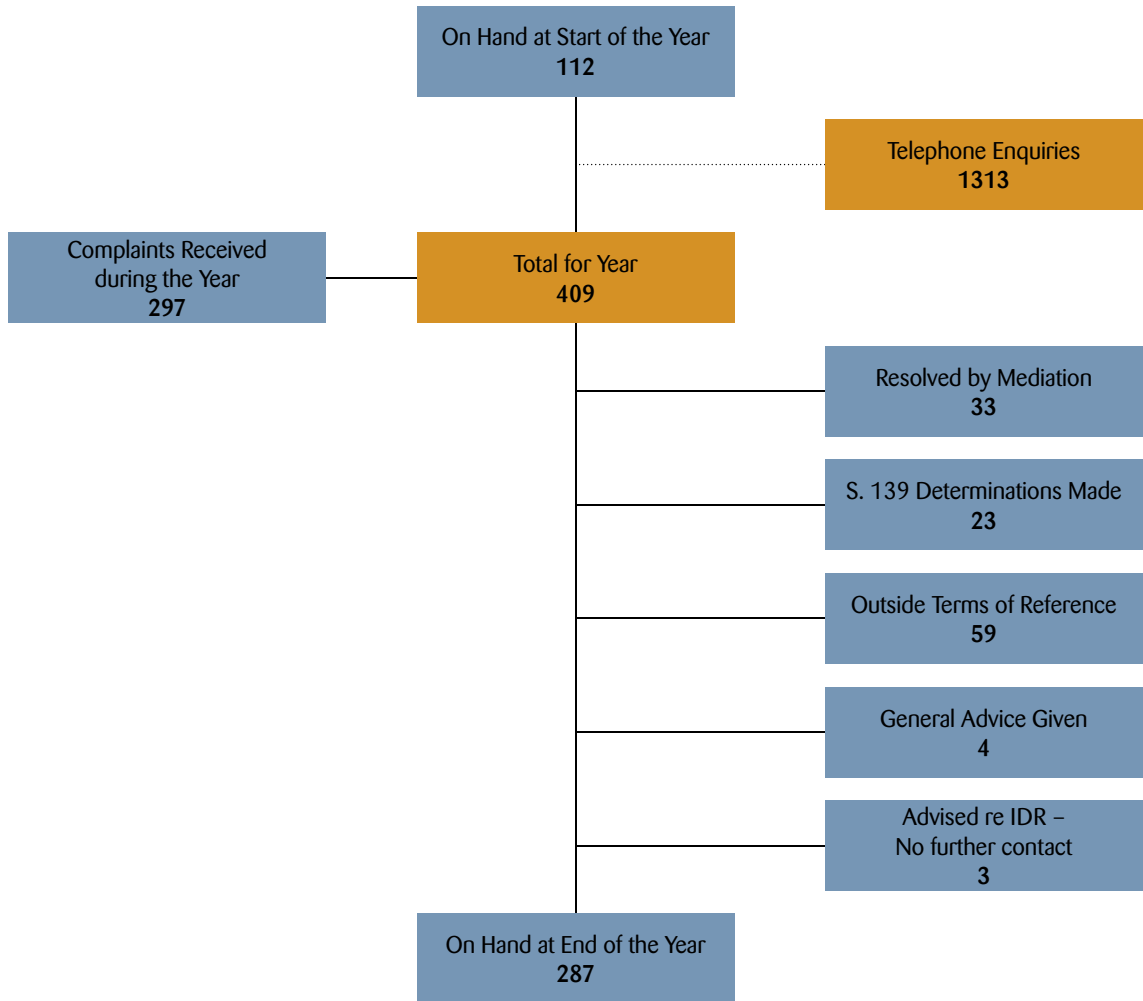 On Hand at Start of the Year
112
Telephone Enquiries
1313
Complaints Received
during the Year
297
Total for Year
409
Resolved by Mediation
33
S. 139 Determinations Made
23
Outside Terms of Reference
59
General Advice Given
4
Advised re IDR –
No further contact
3
On Hand at End of the Year
287